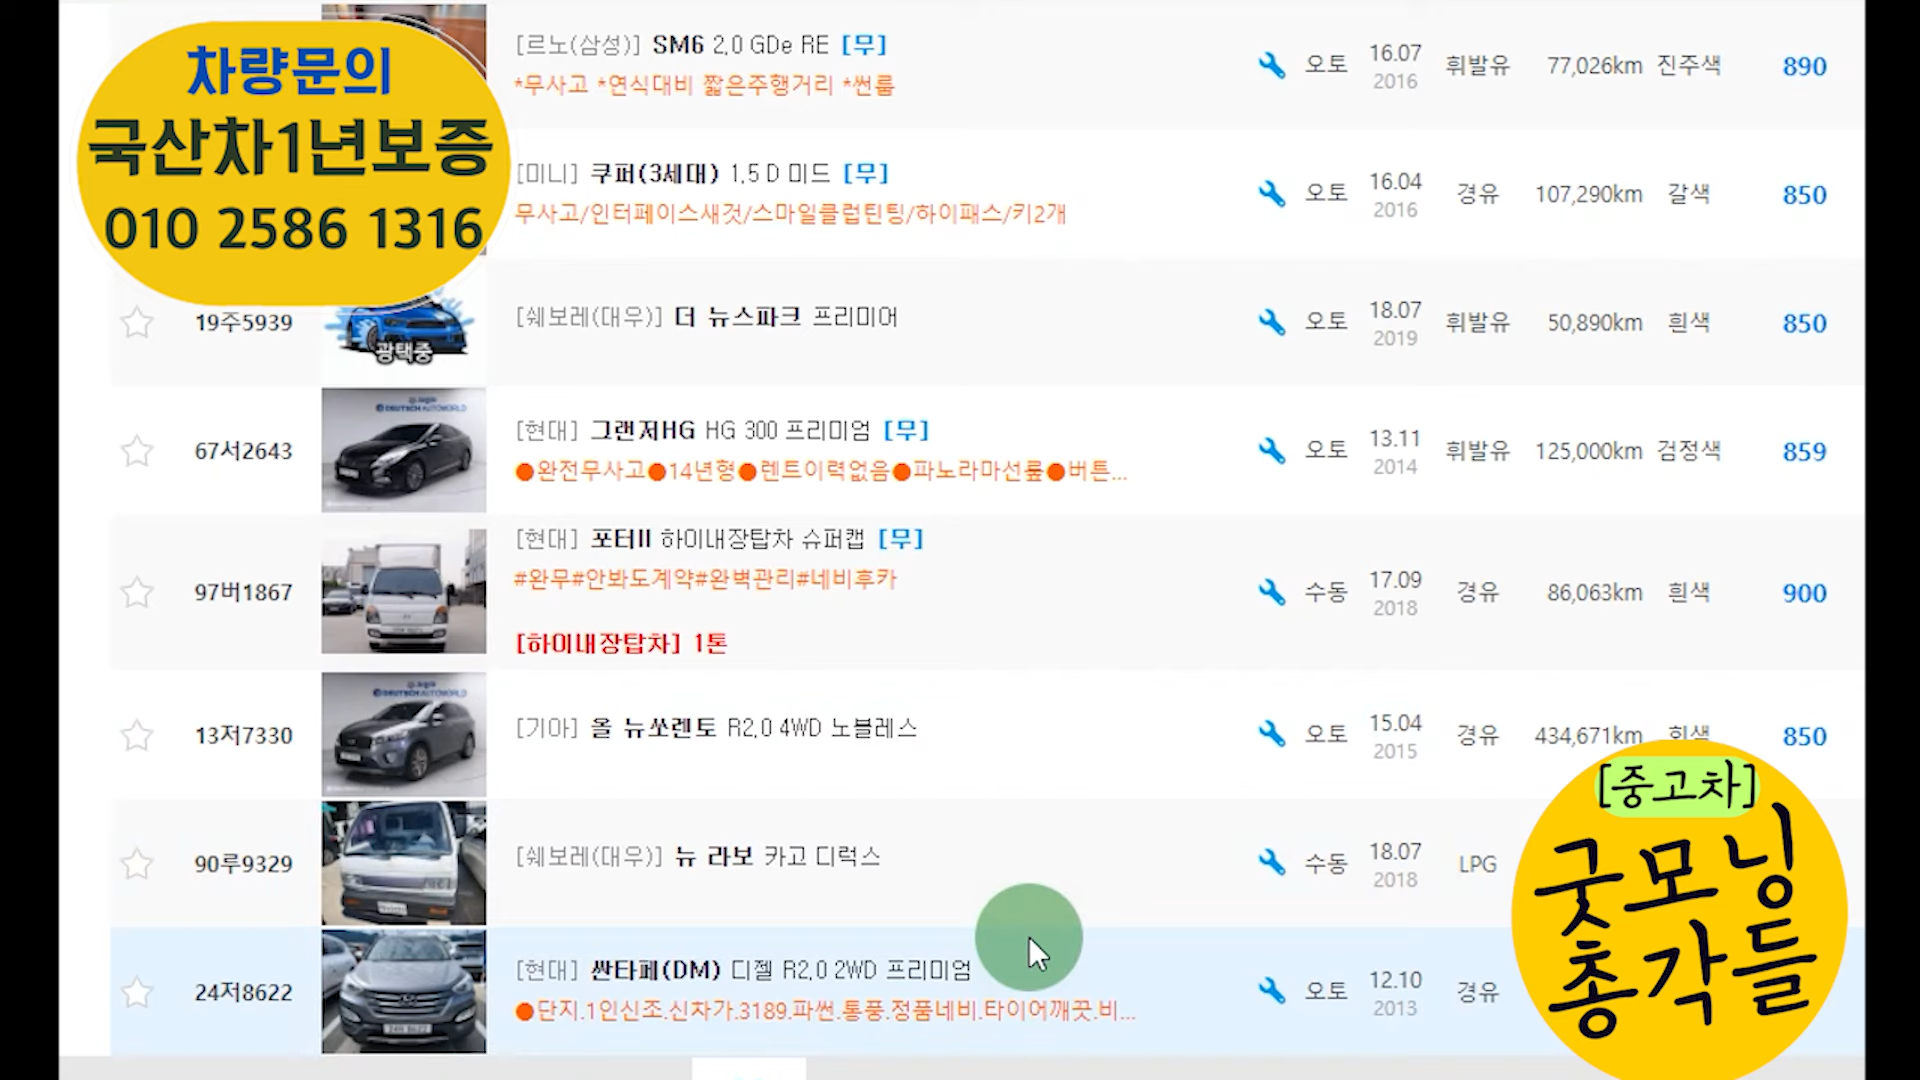 차량문의
국산차1년보증
010 2586 1316
[르노(삼성)] SM6 2,0 GDe RE [무]
*무사고 *연식대비 짧은주행거리 *썬룹
오토 16.07 2016 휘발유 77,026km 진주색 890
[미니] 쿠퍼(3세대) 1,5 D 미드 [무]
무사고/인터페이스새것/스마일클럽틴팅/하이패스/키2개
오토 16.04 2016 경유 107,290km 갈색 850
19주5939
광택중
[쉐보레(대우)] 더 뉴스파크 프리미어
오토 18.07 2019 휘발유 50,890km 흰색 850
67서2643
DEUTSCH AUTOWORLD
[현대] 그랜저HG HG 300 프리미엄 [무]
●완전무사고●14년형●렌트이력없음●파노라마선룦●버튼...
오토 13.11 2014 휘발유 125,000km 검정색 859
97버1867
[현대] 포터II 하이내장탑차 슈퍼캡 [무]
#완무#안봐도계약#완벽관리#네비후카
[하이내장탑차] 1톤
수동 17.09 2018 경유 86,063km 흰색 900
13저7330
DEUTSCH AUTOWORLD
[기아] 올 뉴쏘렌토 R2,0 4WD 노블레스
오토 15.04 2015 경유 434,671km 회색 850
90루9329
[쉐보레(대우)] 뉴 라보 카고 디럭스
수동 18.07 2018 LPG
24저8622
[현대] 싼타페(DM) 디젤 R2,0 2WD 프리미엄
●단지.1인신조.신차가.3189.파썬.통풍.정품네비.타이어깨끗.비...
오토 12.10 2013 경유
[중고차]
굿모닝
총각들